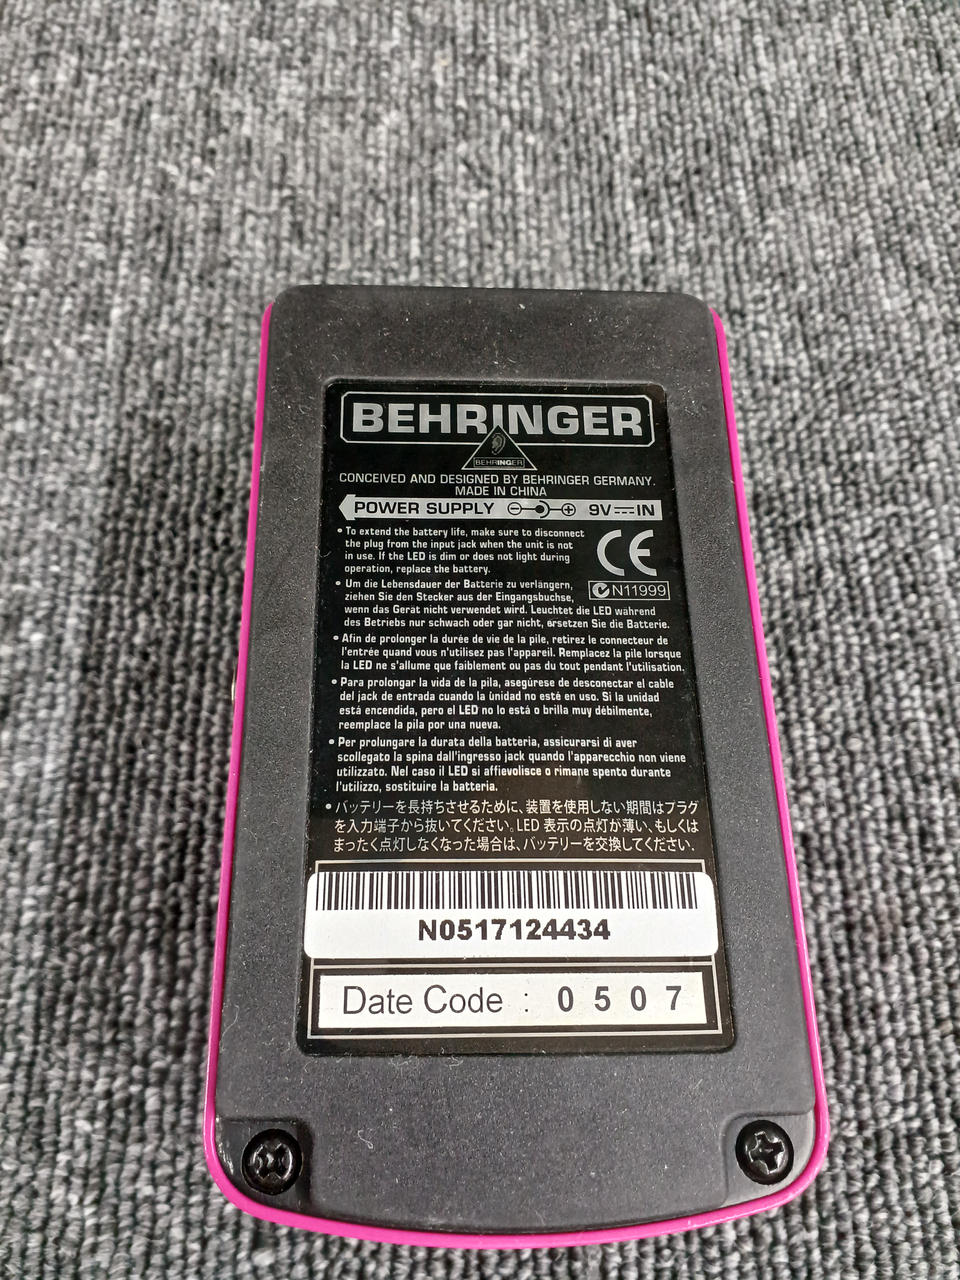 BEHRINGER
BEHRINGER
CONCEIVED AND DESIGNED BY BEHRINGER GERMANY.
MADE IN CHINA
POWER SUPPLY 9V IN
• To extend the battery life, make sure to disconnect
the plug from the input jack when the unit is not
in use. If the LED is dim or does not light during
operation, replace the battery.
CE
N11999
• Um die Lebensdauer der Batterie zu verlängern,
ziehen Sie den Stecker aus der Eingangsbuchse,
wenn das Gerät nicht verwendet wird. Leuchtet die LED während
des Betriebs nur schwach oder gar nicht, ersetzen Sie die Batterie.
• Afin de prolonger la durée de vie de la pile, retirez le connecteur de
l'entrée quand vous n'utilisez pas l'appareil. Remplacez la pile lorsque
la LED ne s'allume que faiblement ou pas du tout pendant l'utilisation.
• Para prolongar la vida de la pila, asegúrese de desconectar el cable
del jack de entrada cuando la únidad no esté en uso. Si la unidad
está encendida, pero el LED no lo está o brilla muy débilmente,
reemplace la pila por una nueva.
• Per prolungare la durata della batteria, assicurarsi di aver
scollegato la spina dall'ingresso jack quando l'apparecchio non viene
utilizzato. Nel caso il LED si affievolisce o rimane spento durante
l'utilizzo, sostituire la batteria.
• バッテリーを長持ちさせるために、装置を使用しない期間はプラグ
を入力端子から抜いてください。LED 表示の点灯が薄い、もしくは
まったく点灯しなくなった場合は、バッテリーを交換してください.
N0517124434
Date Code : 0 5 0 7